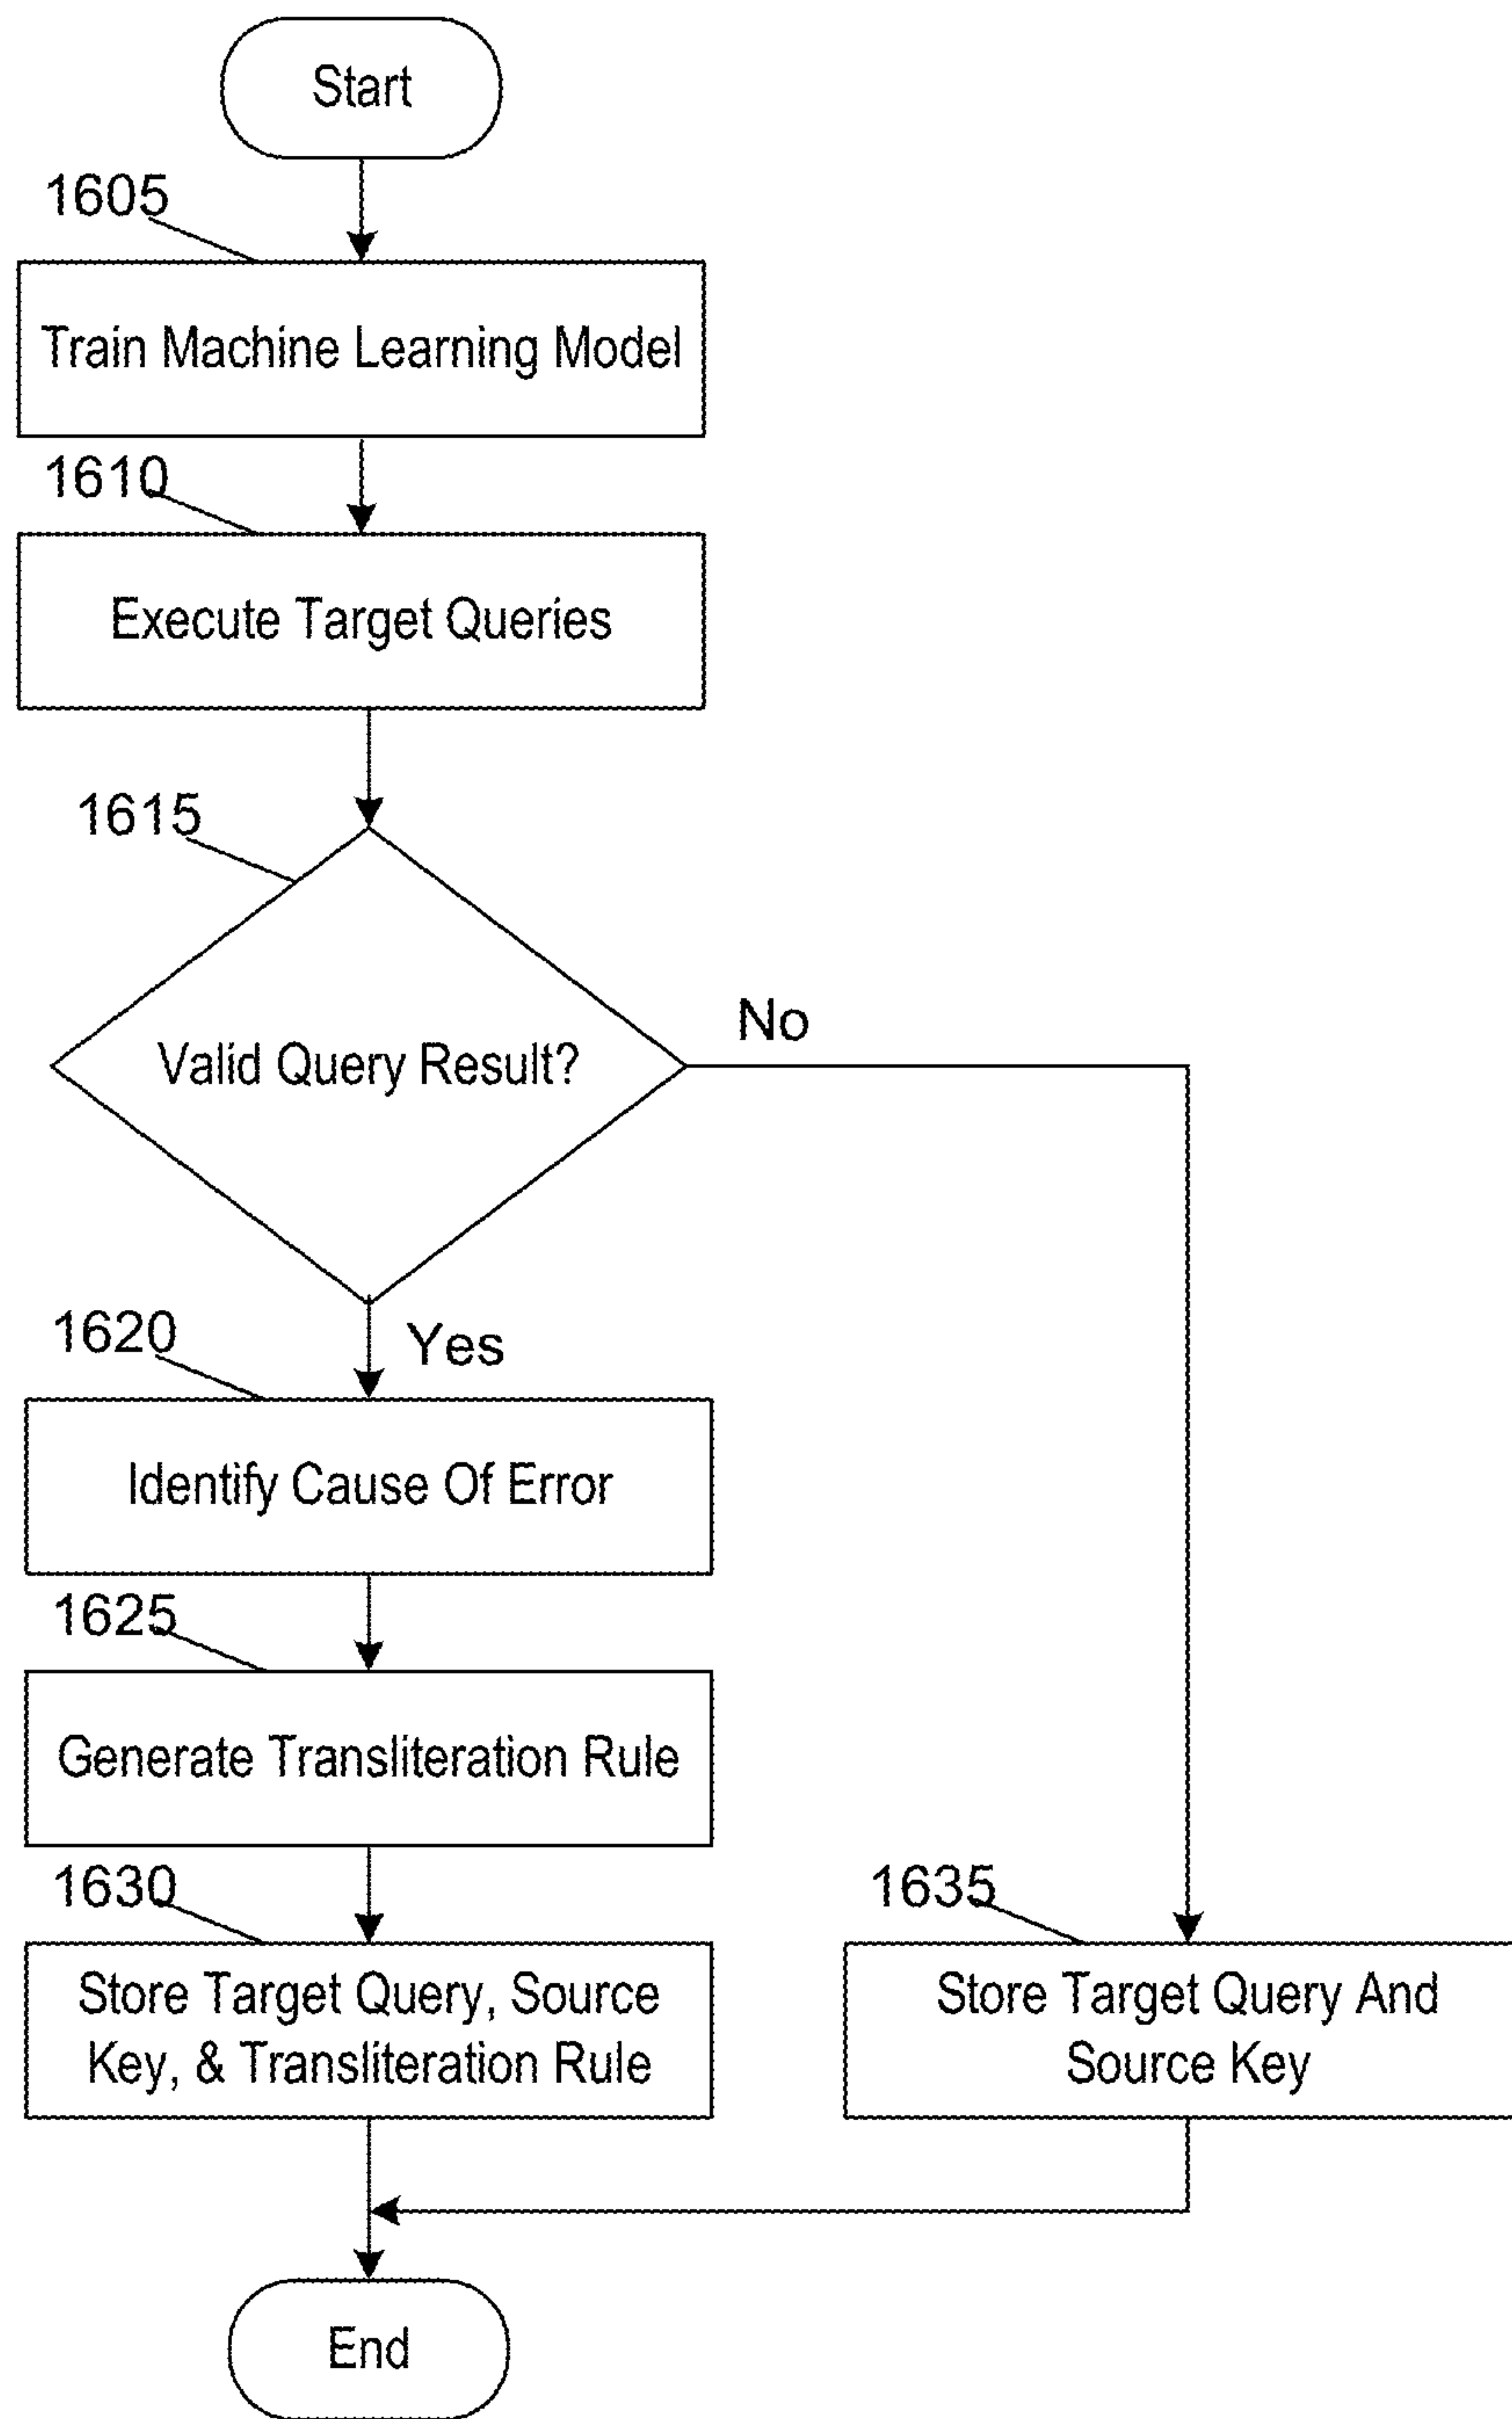 Start
1605
Train Machine Learning Model
1610
Execute Target Queries
1615
Valid Query Result?
No
Yes
1620
Identify Cause Of Error
1625
Generate Transliteration Rule
1630
Store Target Query, Source
Key, & Transliteration Rule
1635
Store Target Query And
Source Key
End